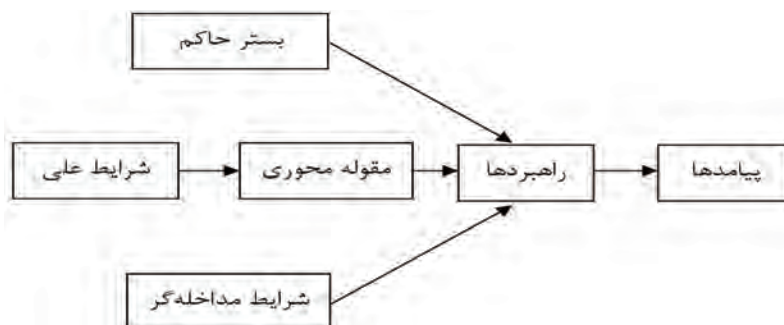 بستر حاکم
شرایط علی
مقوله محوری
راهبردها
پیامدها
شرایط مداخله‌گر